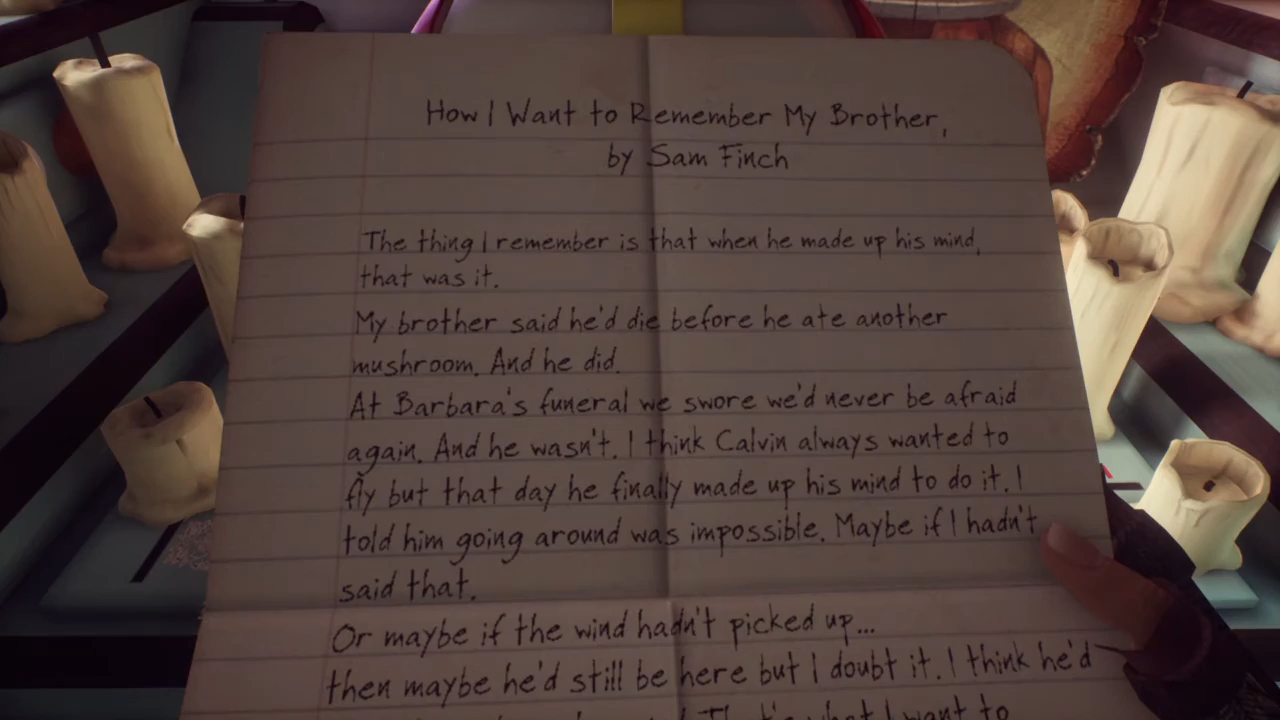 How I Want to Remember My Brother,
by Sam Finch
The thing I remember is that when he made up his mind,
that was it.
My brother said he'd die before he ate another
mushroom. And he did.
At Barbara's funeral we swore we'd never be afraid
again. And he wasn't. I think Calvin always wanted to
fly but that day he finally made up his mind to do it. I
told him going around was impossible. Maybe if I hadn't
said that.
Or maybe if the wind hadn't picked up...
then maybe he'd still be here but I doubt it. I think he'd
That's what I want to